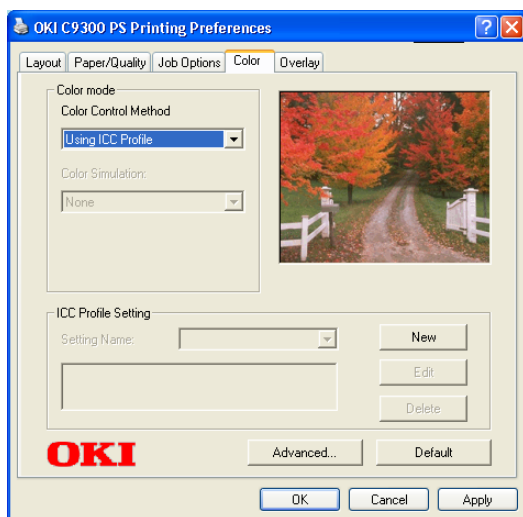 OKI C9300 PS Printing Preferences
Layout Paper/Quality Job Options Color Overlay
Color mode
Color Control Method
Using ICC Profile
Color Simulation:
None
ICC Profile Setting
Setting Name:
New
Edit
Delete
OKI
Advanced... Default
OK Cancel Apply